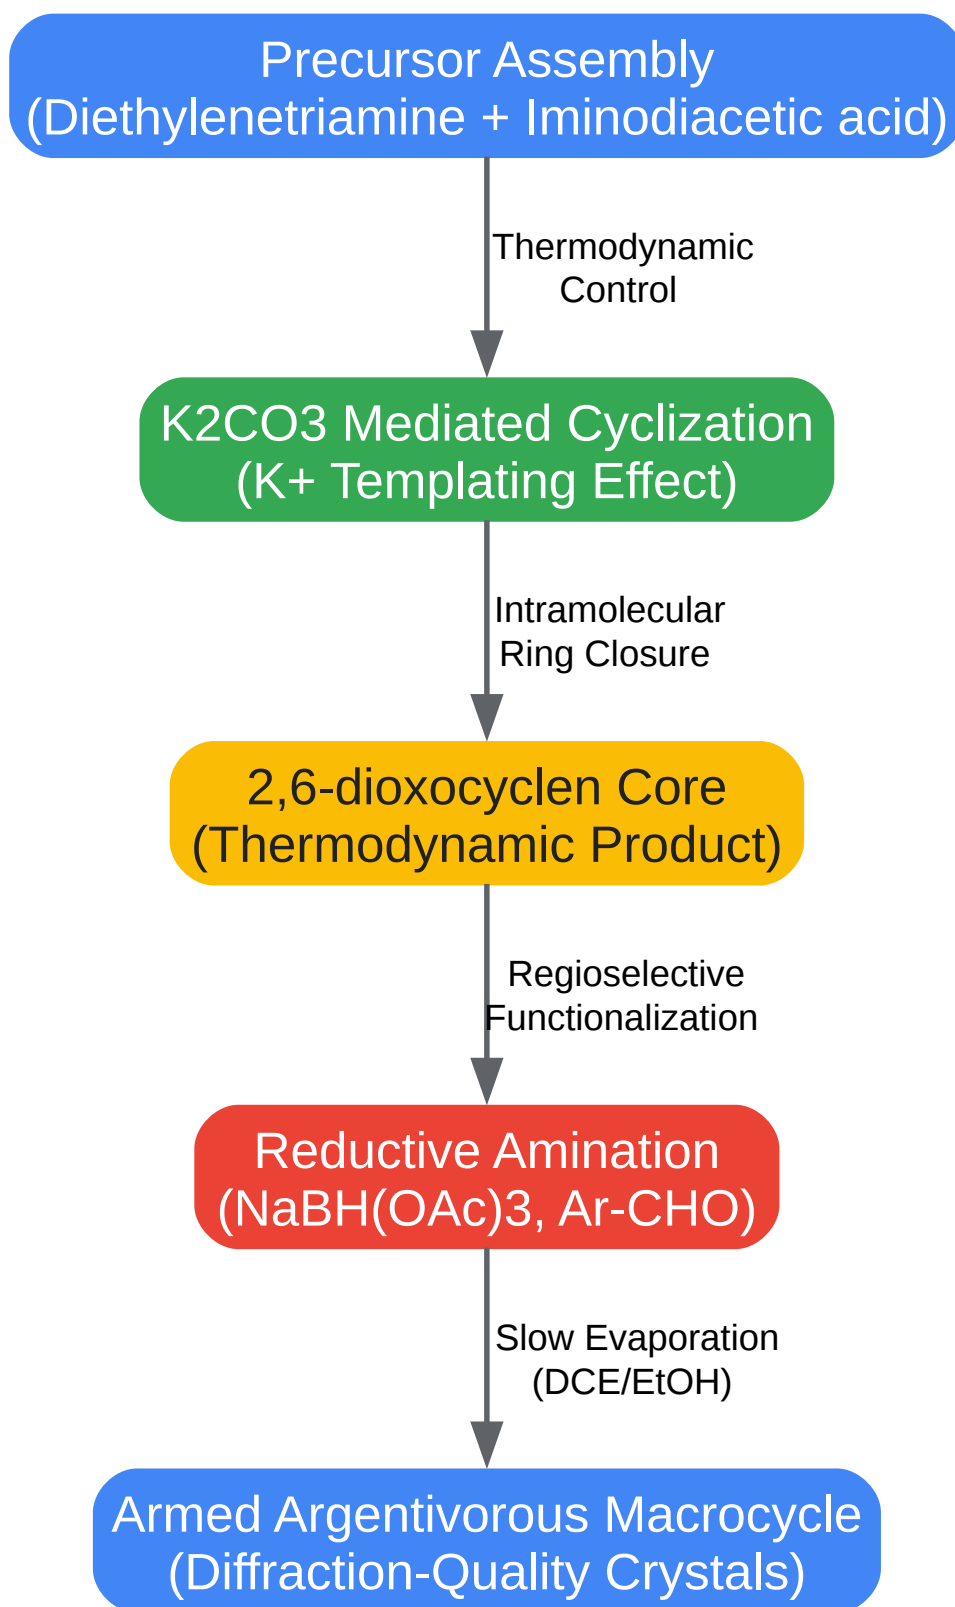 Precursor Assembly
(Diethylenetriamine + Iminodiacetic acid)
Thermodynamic
Control
K2CO3 Mediated Cyclization
(K+ Templating Effect)
Intramolecular
Ring Closure
2,6-dioxocyclen Core
(Thermodynamic Product)
Regioselective
Functionalization
Reductive Amination
(NaBH(OAc)3, Ar-CHO)
Slow Evaporation
(DCE/EtOH)
Armed Argentivorous Macrocycle
(Diffraction-Quality Crystals)